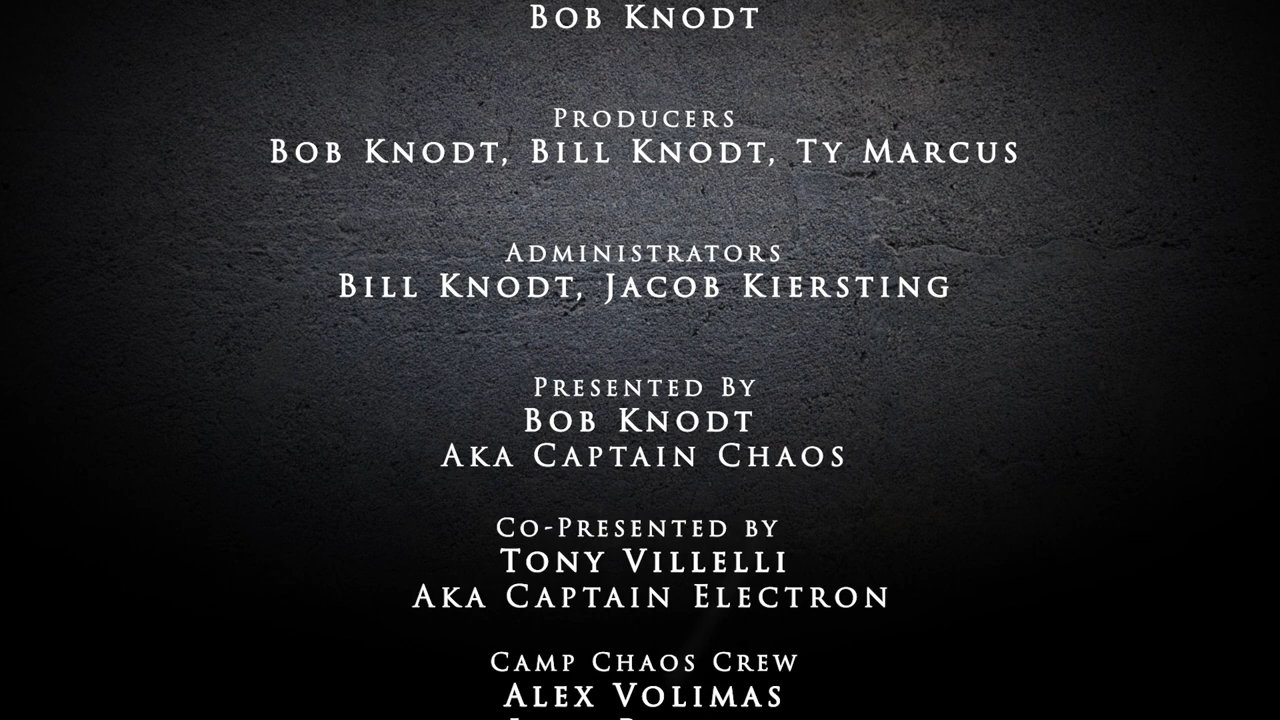 Bob Knodt
Producers
Bob Knodt, Bill Knodt, Ty Marcus
Administrators
Bill Knodt, Jacob Kiersting
Presented By
Bob Knodt
Aka Captain Chaos
Co-Presented by
Tony Villelli
Aka Captain Electron
Camp Chaos Crew
Alex Volimas